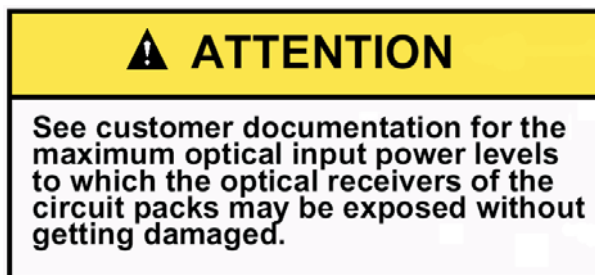 ATTENTION
See customer documentation for the
maximum optical input power levels
to which the optical receivers of the
circuit packs may be exposed without
getting damaged.